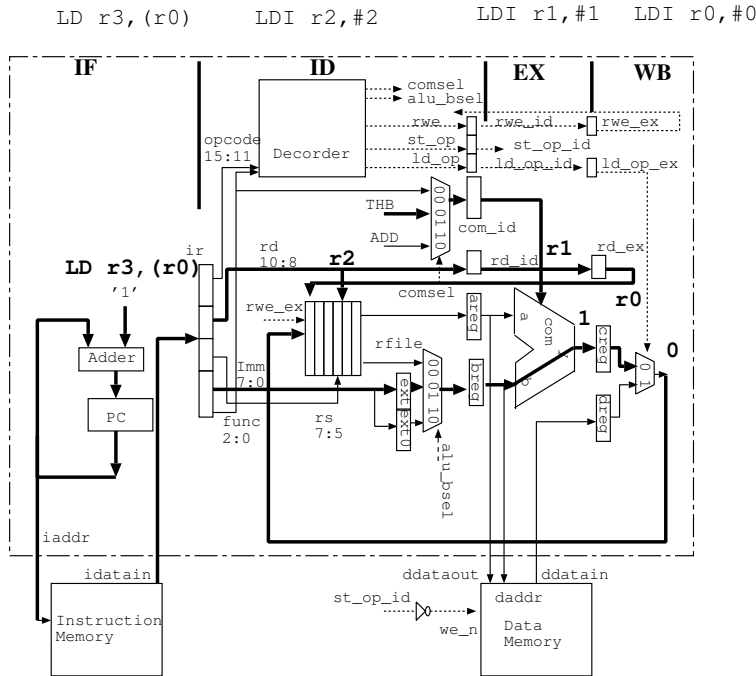 LD r3,(r0) LDI r2,#2 LDI r1,#1 LDI r0,#0
IF ID EX WB
comsel
alu_bsel
rwe rwe_id rwe_ex
opcode
15:11
Decorder
st_op st_op_id
ld_op ld_op_id ld_op_ex
THB
00 01 10
com_id
ADD
ir
rd
10:8
r2
r1
rd_id
rd_ex
LD r3,(r0)
'1'
comsel
r0
rwe_ex
areg
a
com
y
1
creg
0
Adder
rfile
Imm
7:0
00 01 10
breg
b
0 1
PC
ext
ext0
func
2:0
rs
7:5
dreg
alu_bsel
iaddr
idatain
ddataout ddatain
st_op_id
daddr
Instruction
Memory
we_n
Data
Memory